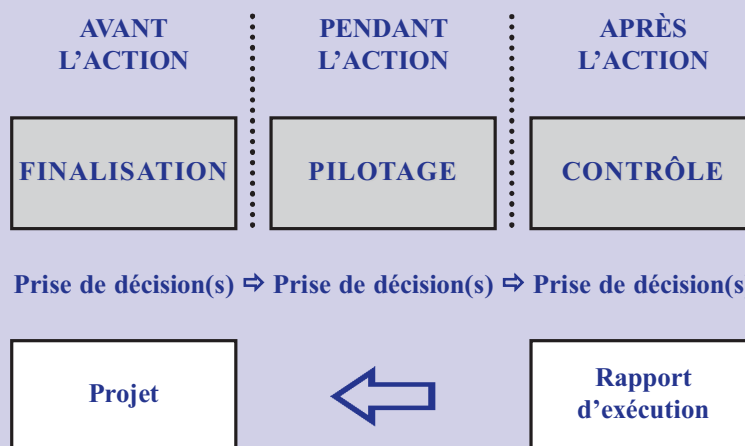 AVANT
L'ACTION
PENDANT
L'ACTION
APRÈS
L'ACTION
FINALISATION
PILOTAGE
CONTRÔLE
Prise de décision(s) ⇨ Prise de décision(s) ⇨ Prise de décision(s
Projet
Rapport
d'exécution